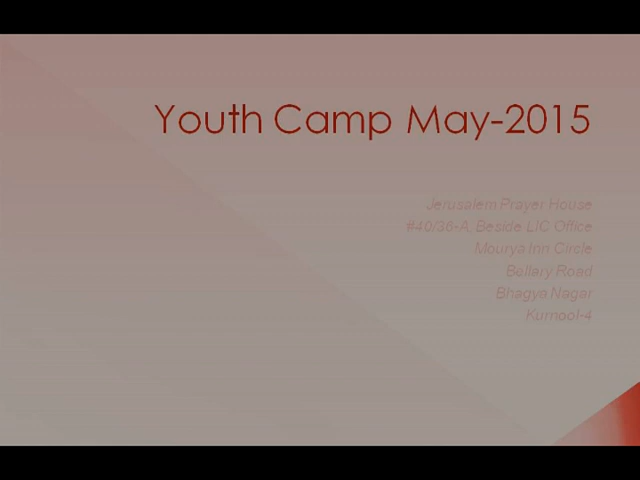 Youth Camp May-2015
Jerusalem Prayer House
#40/36-A, Beside LIC Office
Mourya Inn Circle
Bellary Road
Bhagya Nagar
Kurnool-4